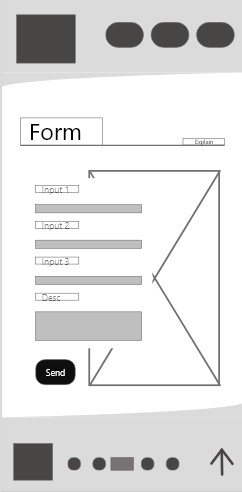 Form
Explain
Input 1
Input 2
Input 3
Desc
Send